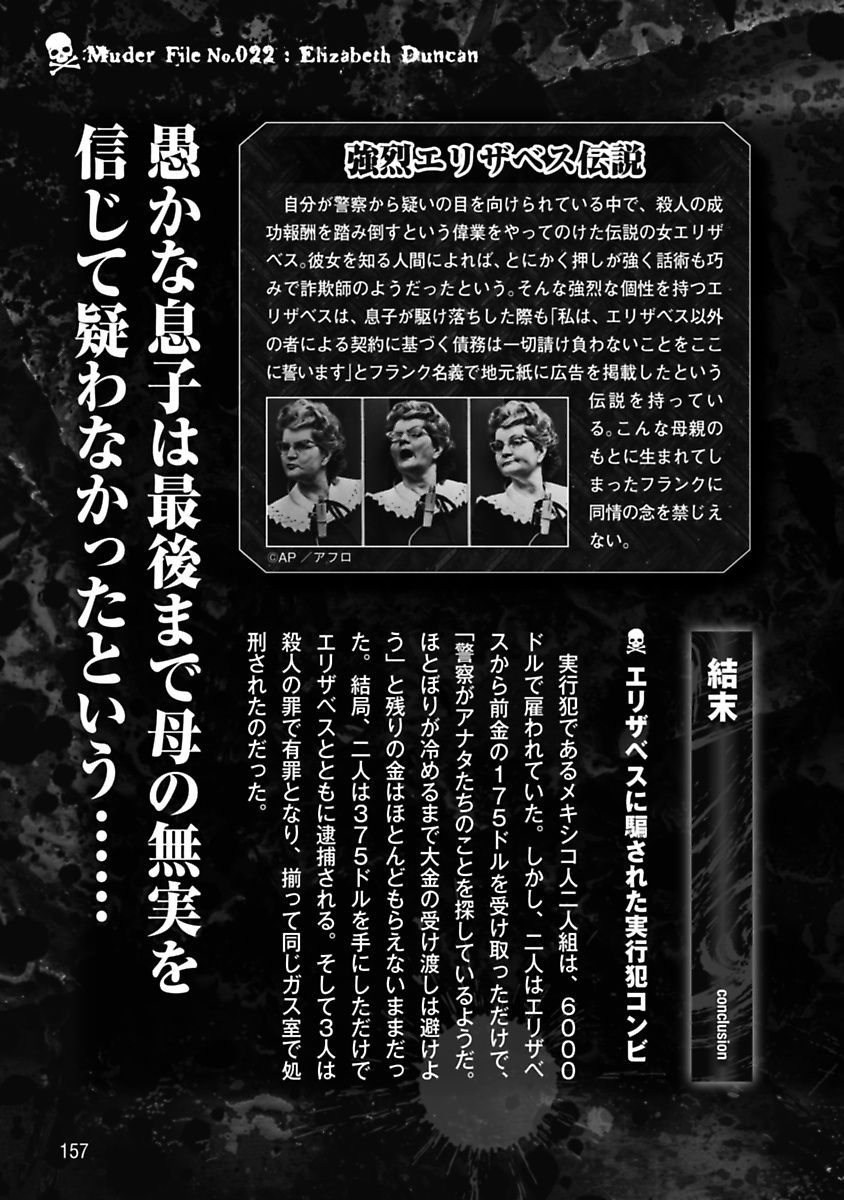 Muder File No.022 : Elizabeth Duncan
強烈エリザベス伝説
自分が警察から疑いの目を向けられている中で、殺人の成
功報酬を踏み倒すという偉業をやってのけた伝説の女エリザ
ベス。彼女を知る人間によれば、とにかく押しが強く話術も巧
みで詐欺師のようだったという。そんな強烈な個性を持つエ
リザベスは、息子が駆け落ちした際も「私は、エリザベス以外
の者による契約に基づく債務は一切請け負わないことをここ
に誓います」とフランク名義で地元紙に広告を掲載したという
伝説を持ってい
る。こんな母親の
もとに生まれてし
まったフランクに
同情の念を禁じえ
ない。
©AP ／アフロ
愚かな息子は最後まで母の無実を
信じて疑わなかったという……
結末
conclusion
エリザベスに騙された実行犯コンビ
実行犯であるメキシコ人二人組は、6000
ドルで雇われていた。しかし、二人はエリザベ
スから前金の175ドルを受け取っただけで、
「警察がアナタたちのことを探しているようだ。
ほとぼりが冷めるまで大金の受け渡しは避けよ
う」と残りの金はほとんどもらえないままだっ
た。結局、二人は375ドルを手にしただけで
エリザベスとともに逮捕される。そして3人は
殺人の罪で有罪となり、揃って同じガス室で処
刑されたのだった。
157